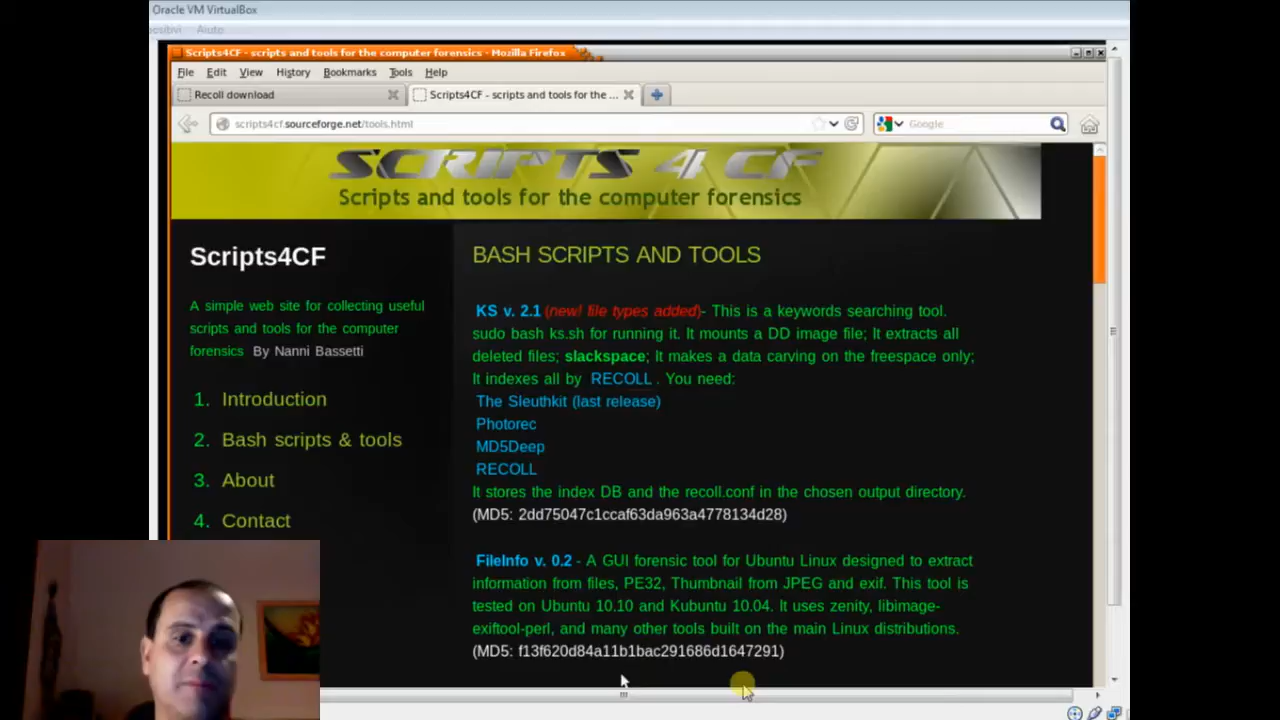 Oracle VM VirtualBox
ositivi Aiuto
Scripts4CF - scripts and tools for the computer forensics - Mozilla Firefox
File Edit View History Bookmarks Tools Help
Recoll download
Scripts4CF - scripts and tools for the ...
scripts4cf.sourceforge.net/tools.html
Google
SCRIPTS 4 CF
Scripts and tools for the computer forensics
Scripts4CF
A simple web site for collecting useful
scripts and tools for the computer
forensics By Nanni Bassetti
1. Introduction
2. Bash scripts & tools
3. About
4. Contact
BASH SCRIPTS AND TOOLS
KS v. 2.1 (new! file types added)- This is a keywords searching tool.
sudo bash ks.sh for running it. It mounts a DD image file; It extracts all
deleted files; slackspace; It makes a data carving on the freespace only;
It indexes all by RECOLL . You need:
The Sleuthkit (last release)
Photorec
MD5Deep
RECOLL
It stores the index DB and the recoll.conf in the chosen output directory.
(MD5: 2dd75047c1ccaf63da963a4778134d28)
FileInfo v. 0.2 - A GUI forensic tool for Ubuntu Linux designed to extract
information from files, PE32, Thumbnail from JPEG and exif. This tool is
tested on Ubuntu 10.10 and Kubuntu 10.04. It uses zenity, libimage-
exiftool-perl, and many other tools built on the main Linux distributions.
(MD5: f13f620d84a11b1bac291686d1647291)